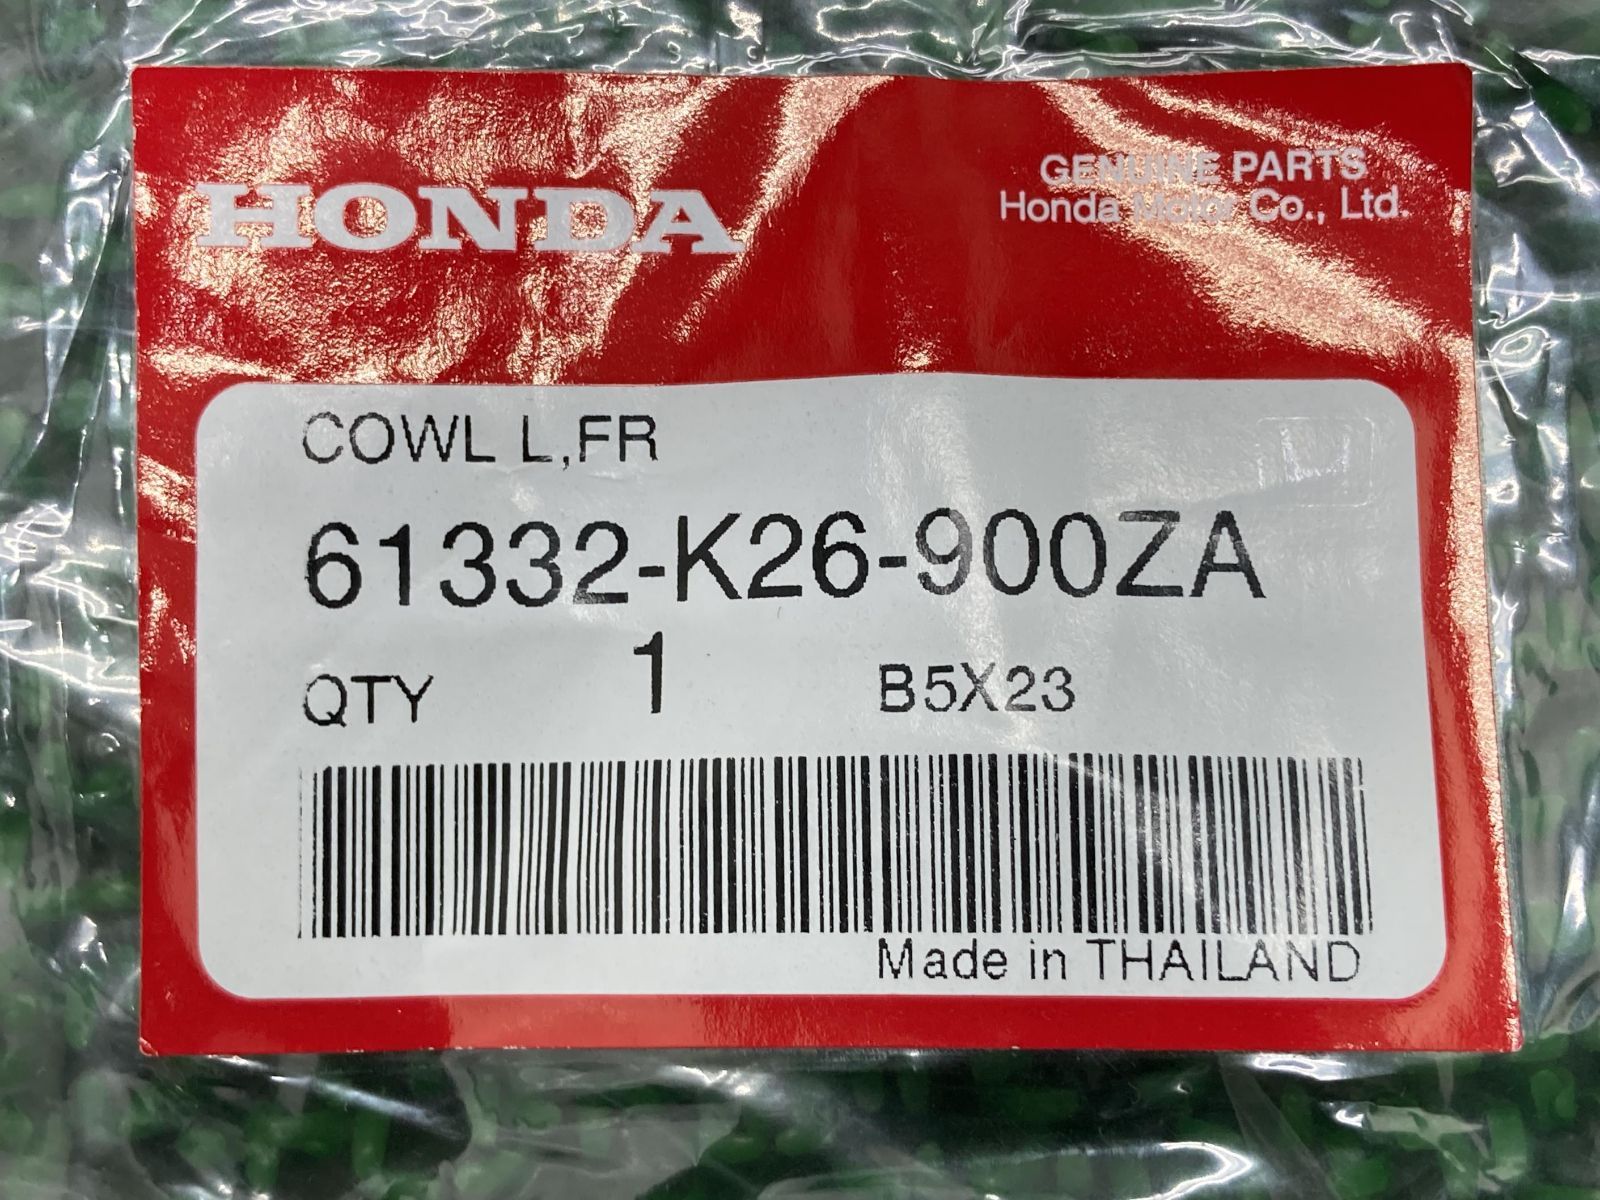 HONDA
GENUINE PARTS
Honda Motor Co., Ltd.
COWL L,FR
61332-K26-900ZA
QTY 1 B5X23
Made in THAILAND